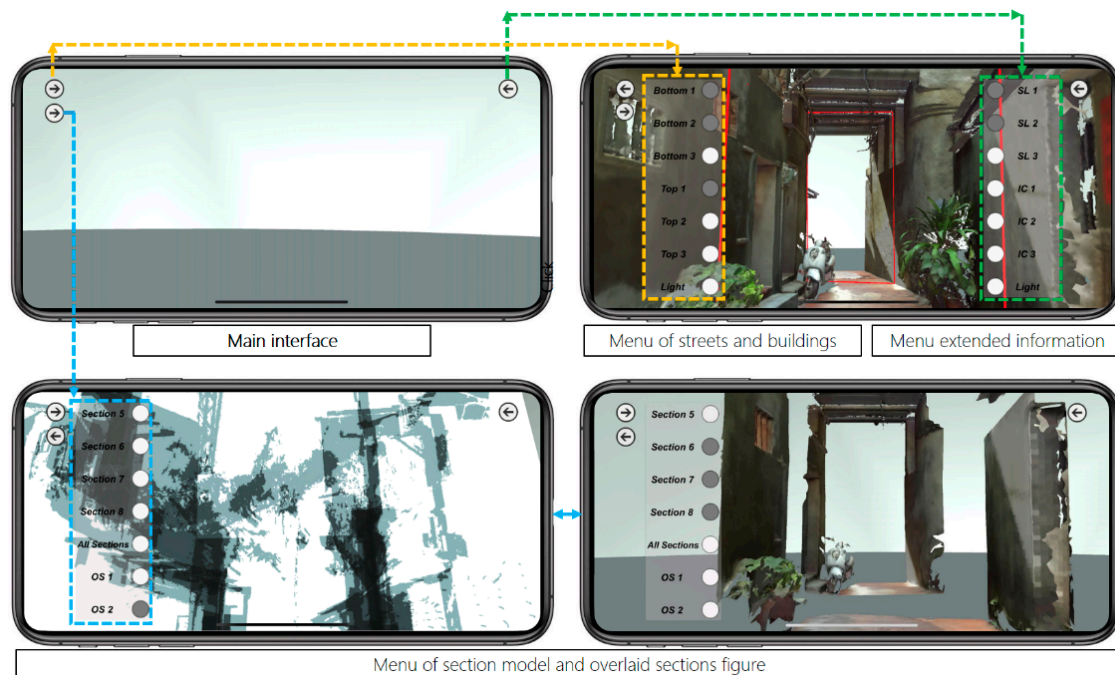 Bottom 1
Bottom 2
Bottom 3
Top 1
Top 2
Top 3
Light
SL 1
SL 2
SL 3
IC 1
IC 2
IC 3
Light
Click
Main interface
Menu of streets and buildings
Menu extended information
Section 5
Section 6
Section 7
Section 8
All Sections
OS 1
OS 2
Section 5
Section 6
Section 7
Section 8
All Sections
OS 1
OS 2
Menu of section model and overlaid sections figure